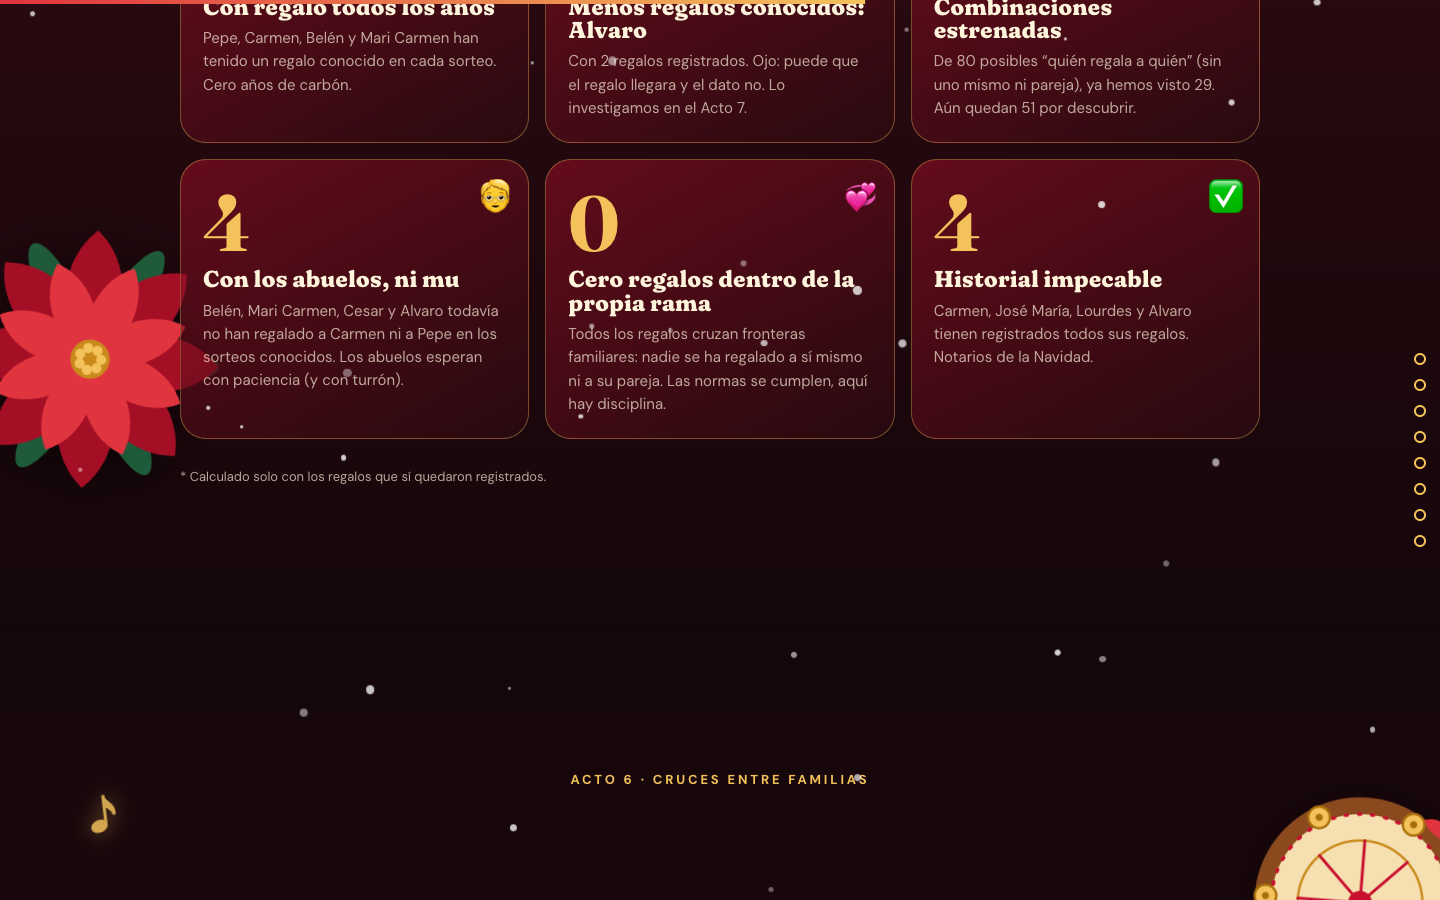 Con regalo todos los años
Pepe, Carmen, Belén y Mari Carmen han
tenido un regalo conocido en cada sorteo.
Cero años de carbón.
Menos regalos conocidos:
Alvaro
Con 2 regalos registrados. Ojo: puede que
el regalo llegara y el dato no. Lo
investigamos en el Acto 7.
Combinaciones
estrenadas
De 80 posibles “quién regala a quién” (sin
uno mismo ni pareja), ya hemos visto 29.
Aún quedan 51 por descubrir.
4
Con los abuelos, ni mu
Belén, Mari Carmen, Cesar y Alvaro todavía
no han regalado a Carmen ni a Pepe en los
sorteos conocidos. Los abuelos esperan
con paciencia (y con turrón).
0
Cero regalos dentro de la
propia rama
Todos los regalos cruzan fronteras
familiares: nadie se ha regalado a sí mismo
ni a su pareja. Las normas se cumplen, aquí
hay disciplina.
4
Historial impecable
Carmen, José María, Lourdes y Alvaro
tienen registrados todos sus regalos.
Notarios de la Navidad.
* Calculado solo con los regalos que sí quedaron registrados.
ACTO 6 · CRUCES ENTRE FAMILIAS